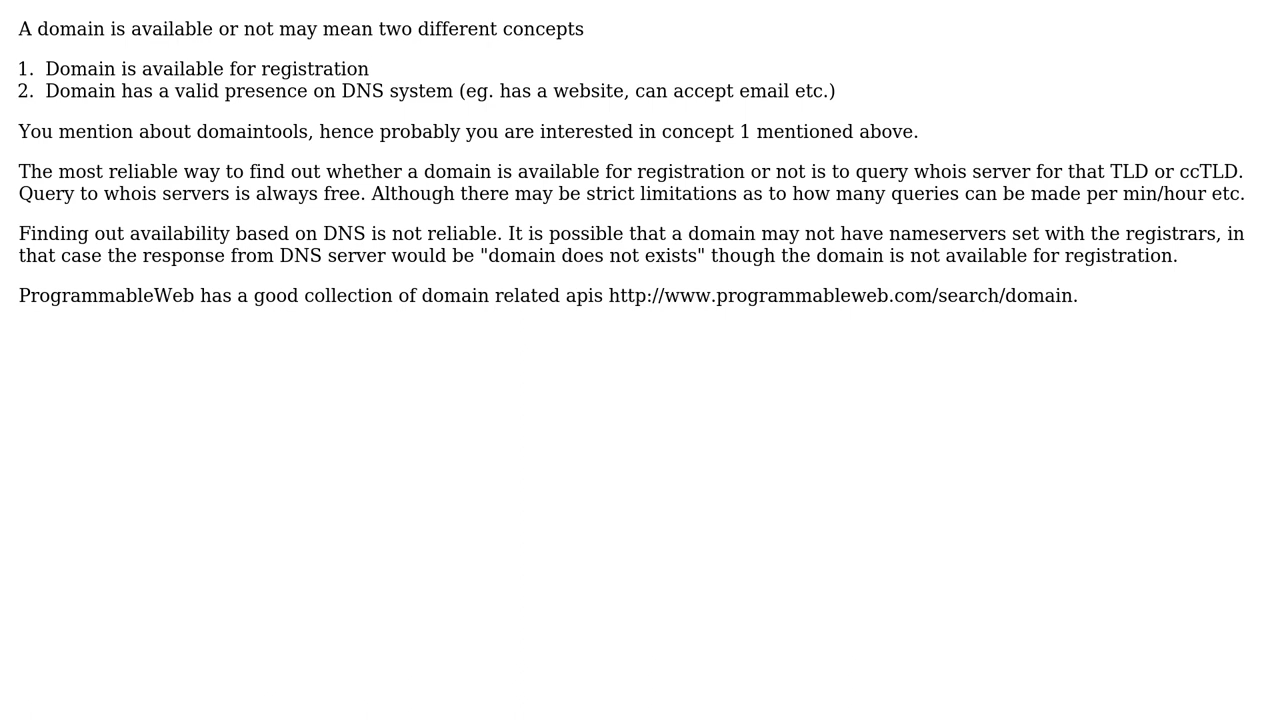 A domain is available or not may mean two different concepts
1. Domain is available for registration
2. Domain has a valid presence on DNS system (eg. has a website, can accept email etc.)
You mention about domaintools, hence probably you are interested in concept 1 mentioned above.
The most reliable way to find out whether a domain is available for registration or not is to query whois server for that TLD or ccTLD.
Query to whois servers is always free. Although there may be strict limitations as to how many queries can be made per min/hour etc.
Finding out availability based on DNS is not reliable. It is possible that a domain may not have nameservers set with the registrars, in
that case the response from DNS server would be "domain does not exists" though the domain is not available for registration.
ProgrammableWeb has a good collection of domain related apis http://www.programmableweb.com/search/domain.